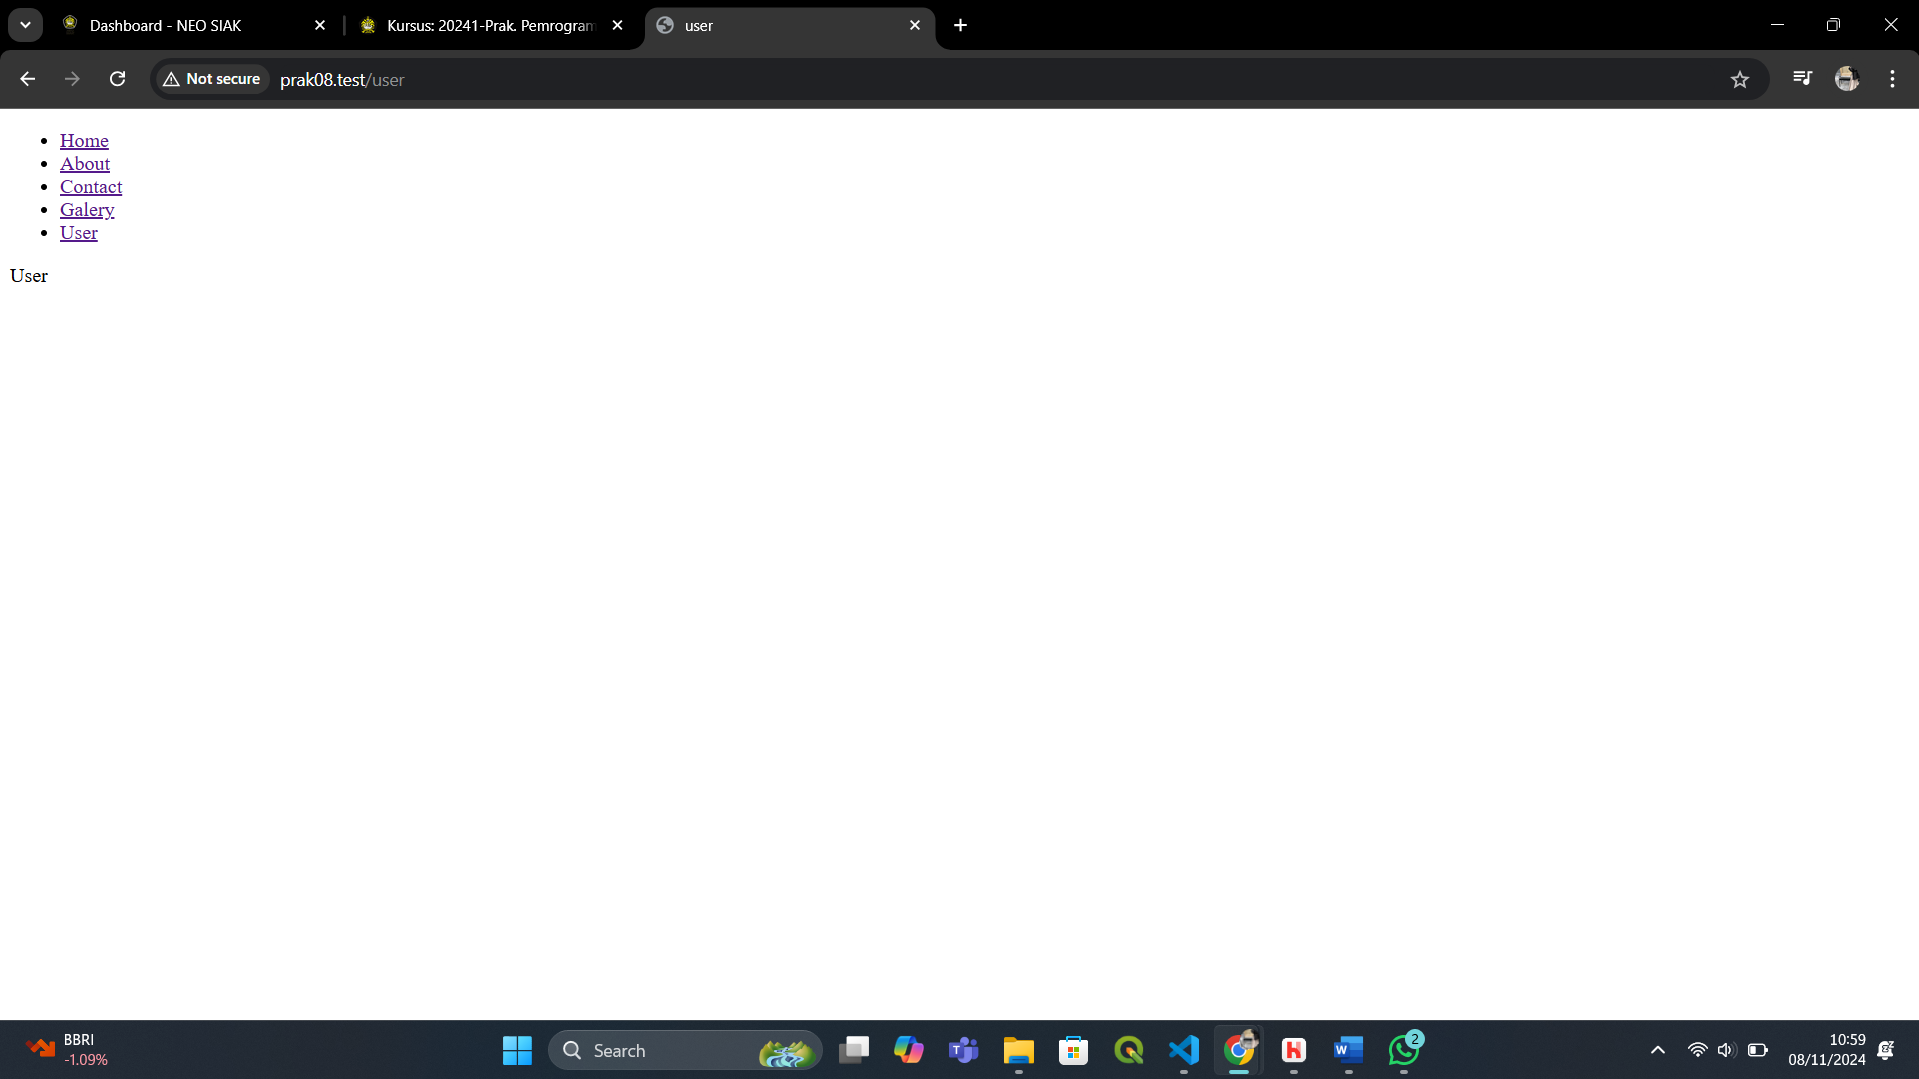 Dashboard - NEO SIAK
Kursus: 20241-Prak. Pemrogram
user
Not secure
prak08.test/user
Home
About
Contact
Galery
User
User
BBRI
-1.09%
Search
2
10:59
08/11/2024